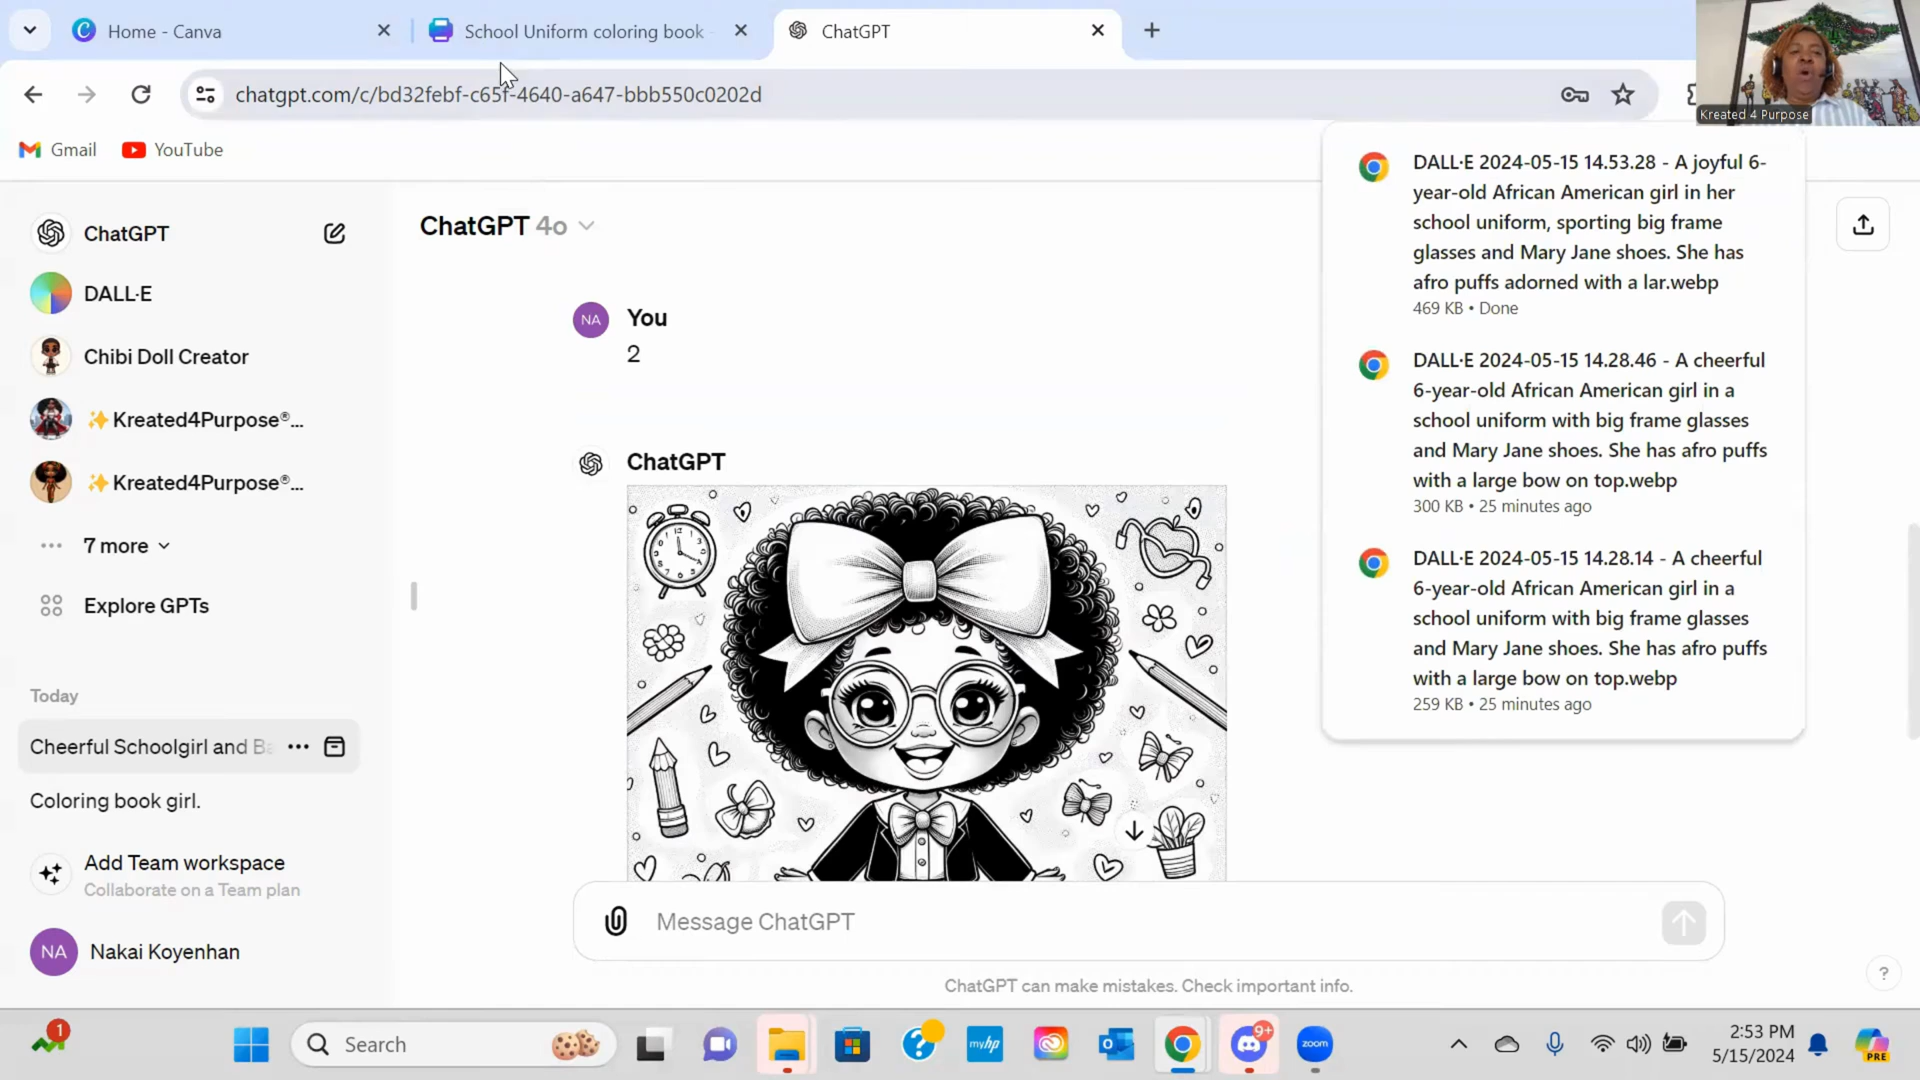 Home - Canva
School Uniform coloring book
ChatGPT
chatgpt.com/c/bd32febf-c65f-4640-a647-bbb550c0202d
Kreated 4 Purpose
Gmail
YouTube
ChatGPT
DALL·E
Chibi Doll Creator
✨Kreated4Purpose®...
✨Kreated4Purpose®...
7 more
Explore GPTs
Today
Cheerful Schoolgirl and Ba
Coloring book girl.
Add Team workspace
Collaborate on a Team plan
NA
Nakai Koyenhan
ChatGPT 4o
NA
You
2
ChatGPT
Message ChatGPT
ChatGPT can make mistakes. Check important info.
?
DALL·E 2024-05-15 14.53.28 - A joyful 6-
year-old African American girl in her
school uniform, sporting big frame
glasses and Mary Jane shoes. She has
afro puffs adorned with a lar.webp
469 KB • Done
DALL·E 2024-05-15 14.28.46 - A cheerful
6-year-old African American girl in a
school uniform with big frame glasses
and Mary Jane shoes. She has afro puffs
with a large bow on top.webp
300 KB • 25 minutes ago
DALL·E 2024-05-15 14.28.14 - A cheerful
6-year-old African American girl in a
school uniform with big frame glasses
and Mary Jane shoes. She has afro puffs
with a large bow on top.webp
259 KB • 25 minutes ago
1
Search
myhp
9+
zoom
2:53 PM
5/15/2024
PRE